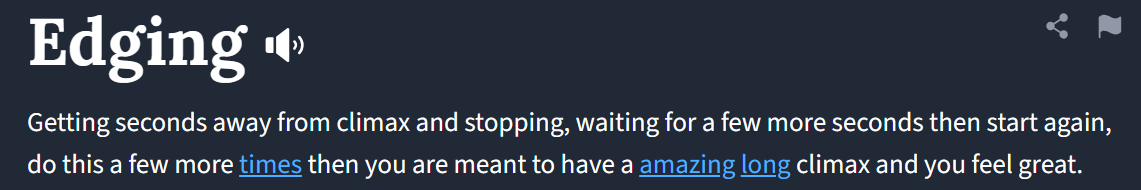 Edging
Getting seconds away from climax and stopping, waiting for a few more seconds then start again,
do this a few more times then you are meant to have a amazing long climax and you feel great.